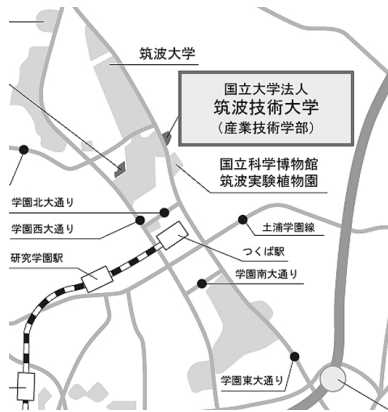 筑波大学
国立大学法人
筑波技術大学
(産業技術学部)
国立科学博物館
筑波実験植物園
学園北大通り
学園西大通り
土浦学園線
つくば駅
研究学園駅
学園南大通り
学園東大通り